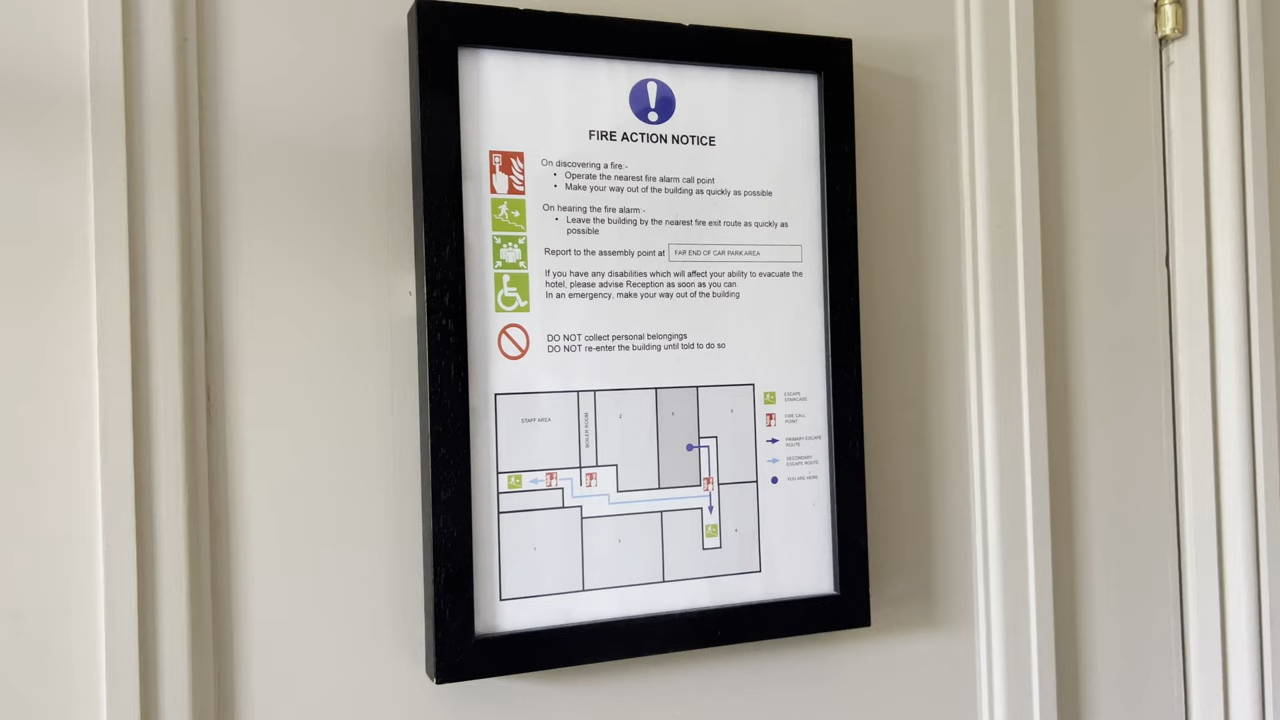 FIRE ACTION NOTICE
On discovering a fire:-
• Operate the nearest fire alarm call point
• Make your way out of the building as quickly as possible
On hearing the fire alarm:-
• Leave the building by the nearest fire exit route as quickly as
possible
Report to the assembly point at FAR END OF CAR PARK AREA
If you have any disabilities which will affect your ability to evacuate the
hotel, please advise Reception as soon as you can.
In an emergency, make your way out of the building
DO NOT collect personal belongings
DO NOT re-enter the building until told to do so
STAFF AREA
BOILER ROOM
2
ESCAPE
STAIRCASE
FIRE CALL
POINT
PRIMARY ESCAPE
ROUTE
SECONDARY
ESCAPE ROUTE
YOU ARE HERE
1
3
4